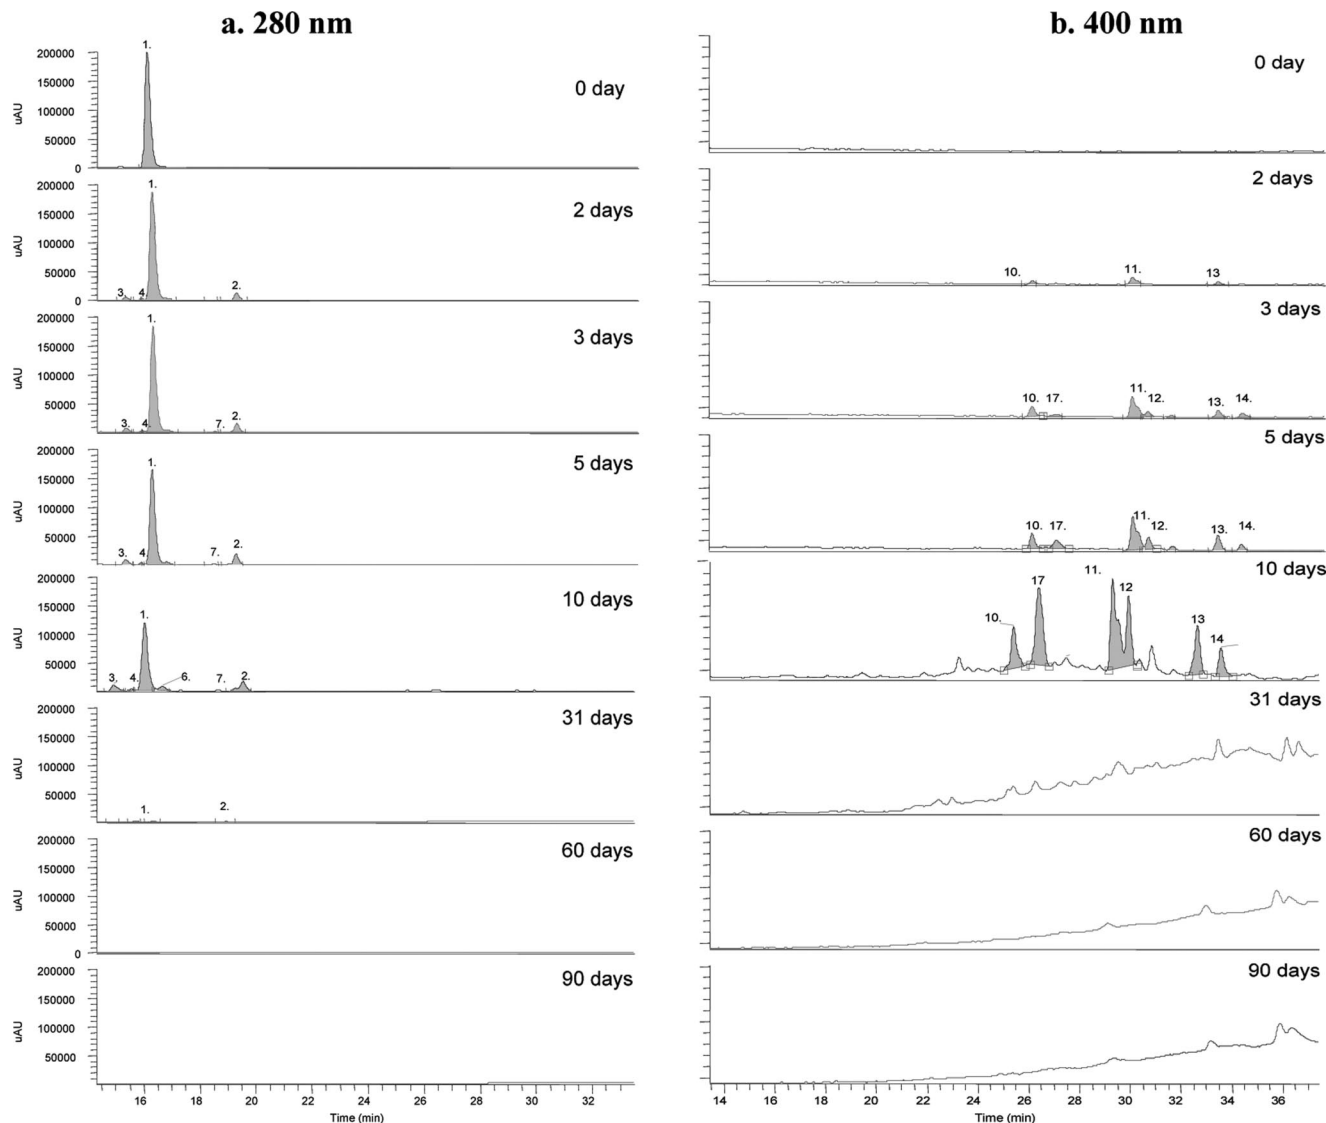 a. 280 nm
200000
150000
100000
50000
0
uAU
1.
0 day
200000
150000
100000
50000
0
uAU
3.
4.
1.
2.
2 days
200000
150000
100000
50000
0
uAU
3.
4.
1.
7.
2.
3 days
200000
150000
100000
50000
uAU
3.
4.
1.
7.
2.
5 days
200000
150000
100000
50000
0
uAU
3.
4.
1.
6.
7.
2.
10 days
200000
150000
100000
50000
uAU
1.
2.
31 days
200000
150000
100000
50000
0
uAU
60 days
200000
150000
100000
50000
uAU
90 days
16 18 20 22 24 26 28 30 32
Time (min)
b. 400 nm
0 day
2 days
10.
11.
13
3 days
10.
17.
11.
12.
13.
14.
5 days
10.
17.
11.
12.
13.
14.
10 days
10.
17
11.
12
13
14
31 days
60 days
90 days
14 14 16 18 20 22 24 26 28 30 32 34 36
Time (min)